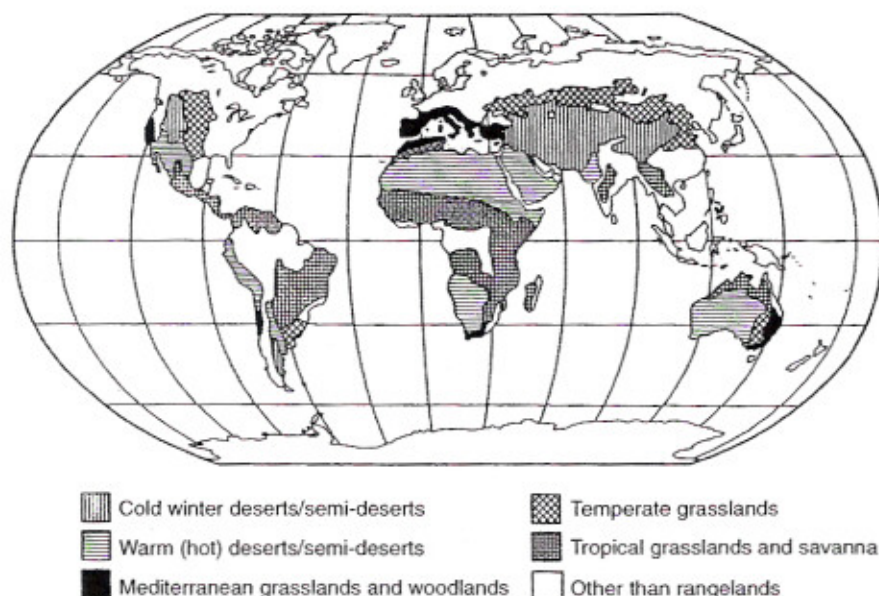 Cold winter deserts/semi-deserts
Warm (hot) deserts/semi-deserts
Mediterranean grasslands and woodlands
Temperate grasslands
Tropical grasslands and savanna
Other than rangelands